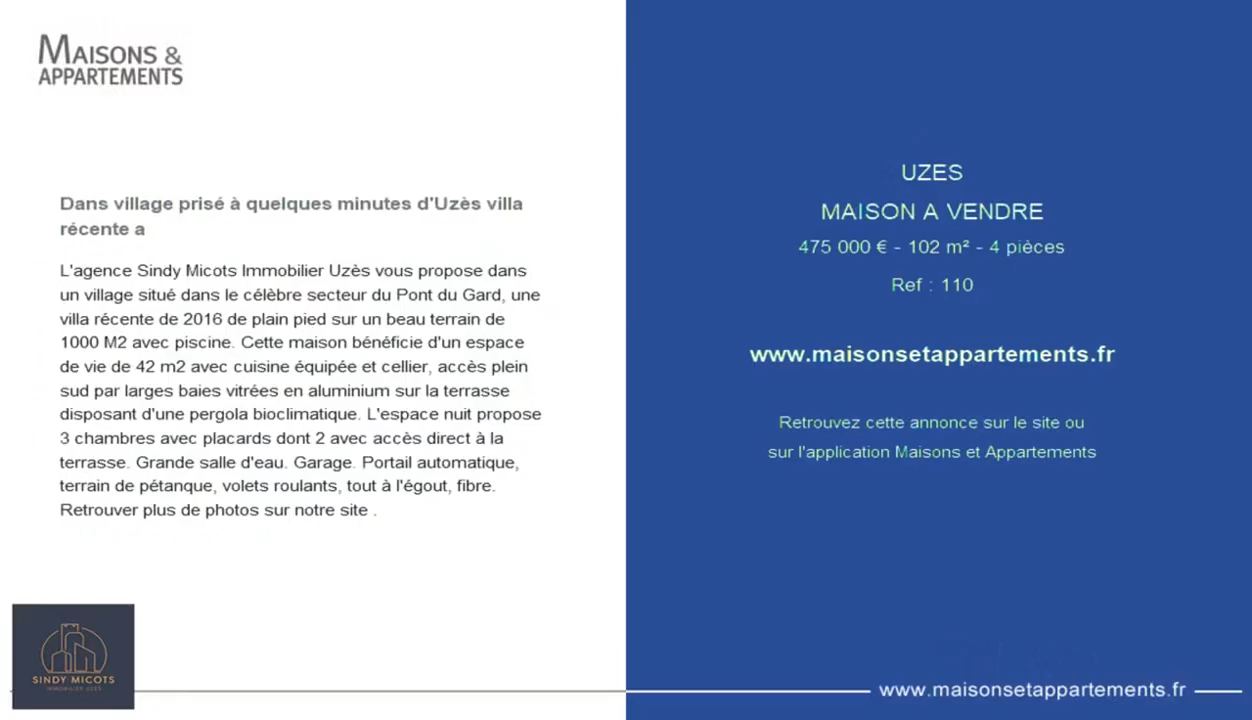 MAISONS &
APPARTEMENTS
Dans village prisé à quelques minutes d'Uzès villa
récente a
L'agence Sindy Micots Immobilier Uzès vous propose dans
un village situé dans le célèbre secteur du Pont du Gard, une
villa récente de 2016 de plain pied sur un beau terrain de
1000 M2 avec piscine. Cette maison bénéficie d'un espace
de vie de 42 m2 avec cuisine équipée et cellier, accès plein
sud par larges baies vitrées en aluminium sur la terrasse
disposant d'une pergola bioclimatique. L'espace nuit propose
3 chambres avec placards dont 2 avec accès direct à la
terrasse. Grande salle d'eau. Garage. Portail automatique,
terrain de pétanque, volets roulants, tout à l'égout, fibre.
Retrouver plus de photos sur notre site .
SINDY MICOTS
IMMOBILIER UZES
UZES
MAISON A VENDRE
475 000 € - 102 m² - 4 pièces
Ref : 110
www.maisonsetappartements.fr
Retrouvez cette annonce sur le site ou
sur l'application Maisons et Appartements
www.maisonsetappartements.fr